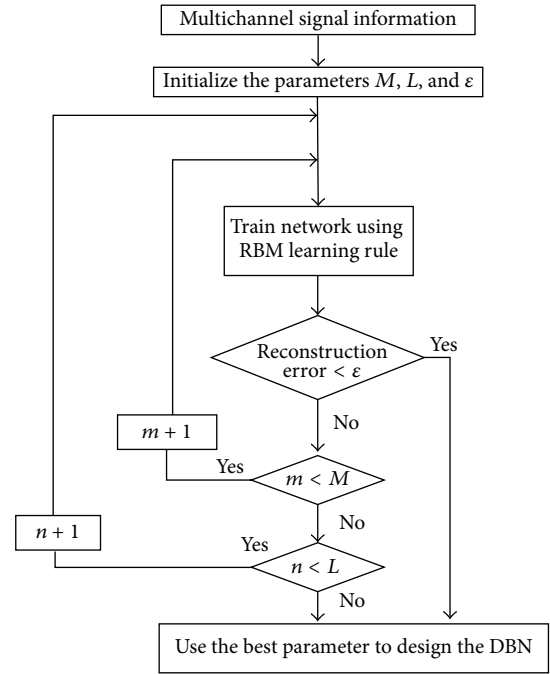 Multichannel signal information
Initialize the parameters M, L, and ε
Train network using
RBM learning rule
Reconstruction
error < ε
Yes
No
m + 1
Yes
m < M
No
n + 1
Yes
n < L
No
Use the best parameter to design the DBN